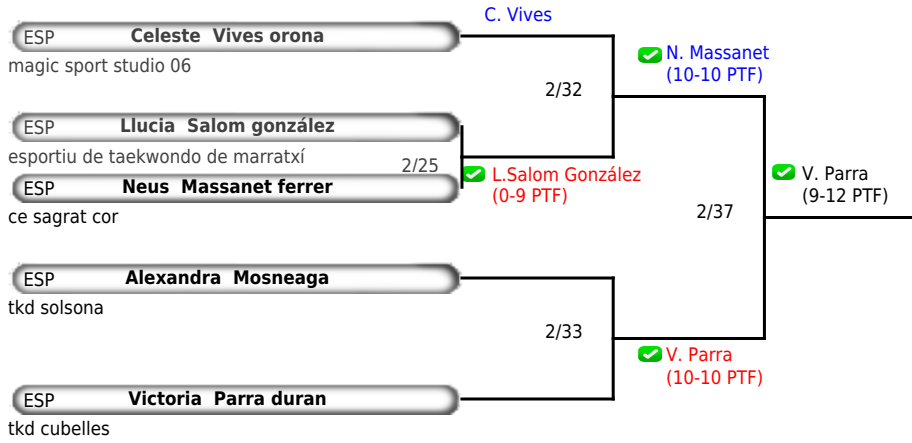 C. Vives
ESP Celeste Vives orona
magic sport studio 06
N. Massanet
(10-10 PTF)
2/32
ESP Llucia Salom gonzález
esportiu de taekwondo de marratxí
2/25
L.Salom González
(0-9 PTF)
ESP Neus Massanet ferrer
ce sagrat cor
V. Parra
(9-12 PTF)
2/37
ESP Alexandra Mosneaga
tkd solsona
2/33
V. Parra
(10-10 PTF)
ESP Victoria Parra duran
tkd cubelles